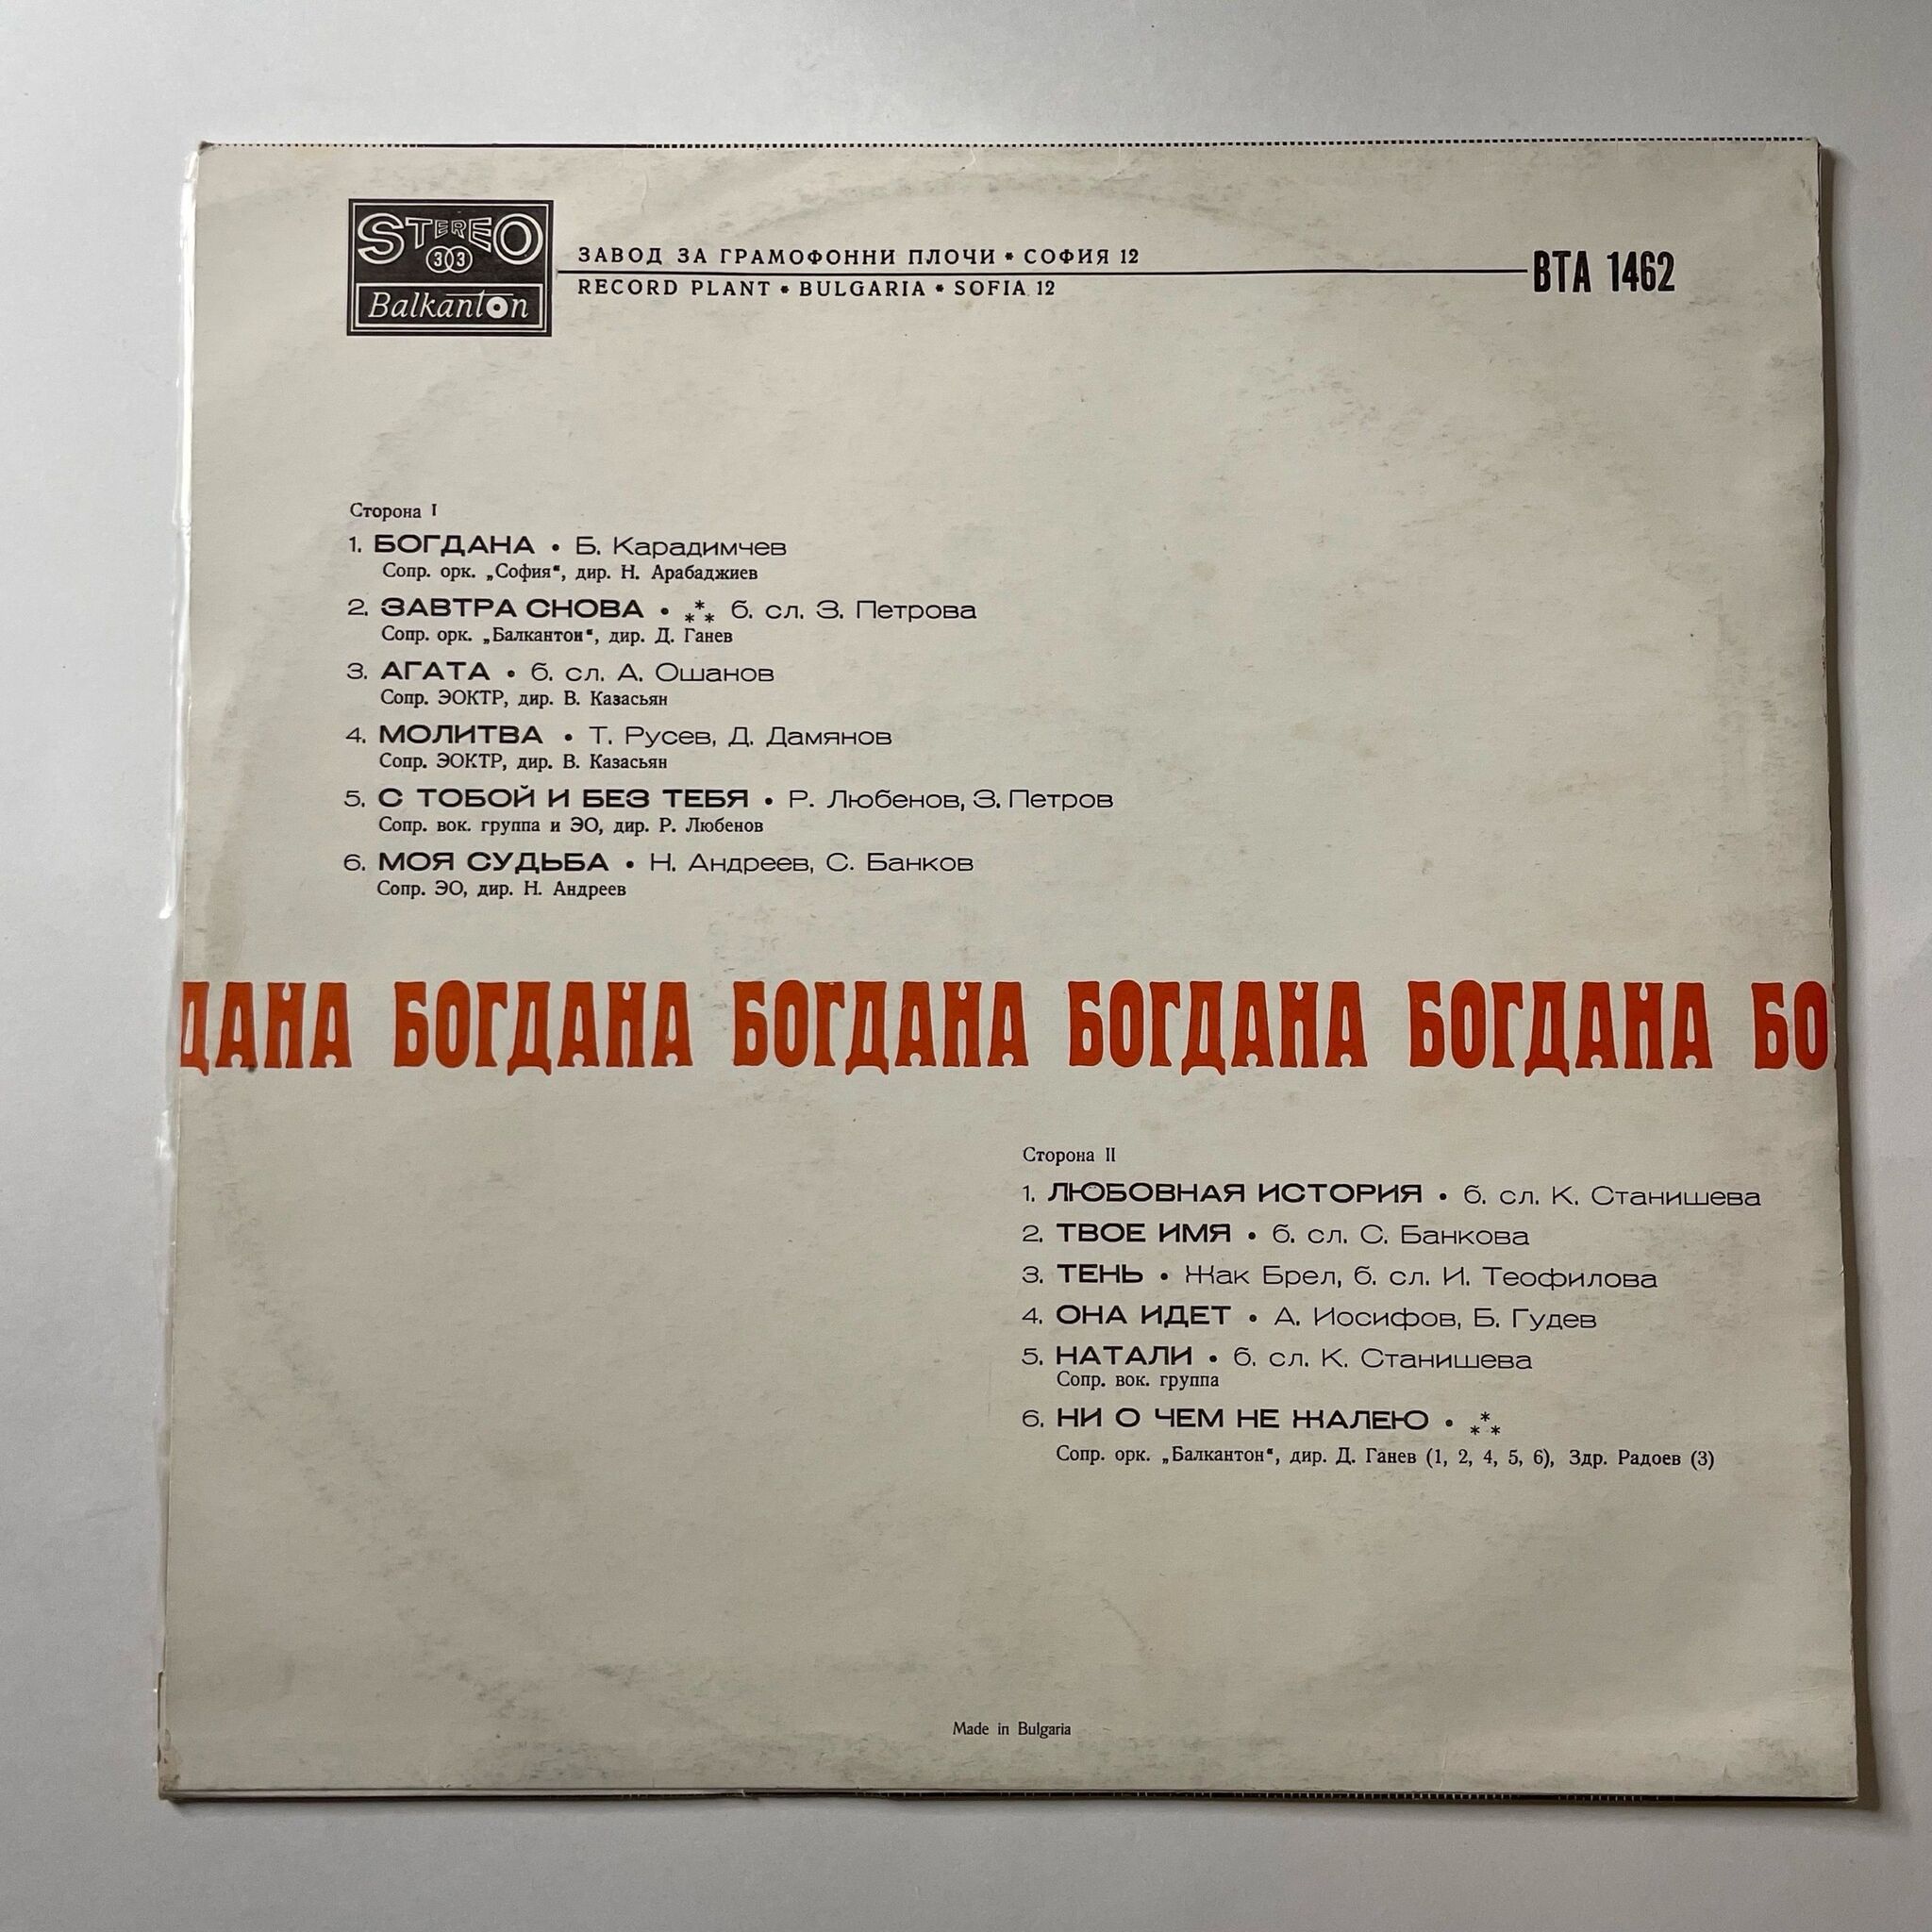 STEREO
33
Balkanton
ЗАВОД ЗА ГРАМОФОННИ ПЛОЧИ * СОФИЯ 12
RECORD PLANT * BULGARIA * SOFIA 12
ВТА 1462
Сторона I
1. БОГДАНА • Б. Карадимчев
Сопр. орк. „София“, дир. Н. Арабаджиев
2. ЗАВТРА СНОВА • *** б. сл. З. Петрова
Сопр. орк. „Балкантон“, дир. Д. Ганев
3. АГАТА • б. сл. А. Ошанов
Сопр. ЭОКТР, дир. В. Казасьян
4. МОЛИТВА • Т. Русев, Д. Дамянов
Сопр. ЭОКТР, дир. В. Казасьян
5. С ТОБОЙ И БЕЗ ТЕБЯ • Р. Любенов, З. Петров
Сопр. вок. группа и ЭО, дир. Р. Любенов
6. МОЯ СУДЬБА • Н. Андреев, С. Банков
Сопр. ЭО, дир. Н. Андреев
ДАНА БОГДАНА БОГДАНА БОГДАНА БОГДАНА БО
Сторона II
1. ЛЮБОВНАЯ ИСТОРИЯ • б. сл. К. Станишева
2. ТВОЕ ИМЯ • б. сл. С. Банкова
3. ТЕНЬ • Жак Брел, б. сл. И. Теофилова
4. ОНА ИДЕТ • А. Иосифов, Б. Гудев
5. НАТАЛИ • б. сл. К. Станишева
Сопр. вок. группа
6. НИ О ЧЕМ НЕ ЖАЛЕЮ • ***
Сопр. орк. „Балкантон“, дир. Д. Ганев (1, 2, 4, 5, 6), Здр. Радоев (3)
Made in Bulgaria